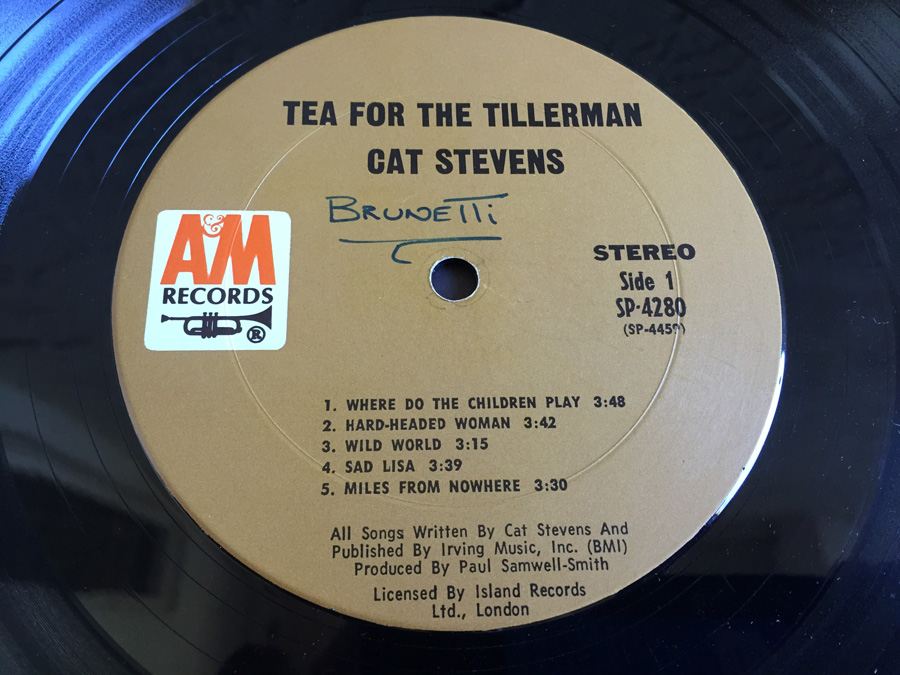 TEA FOR THE TILLERMAN
CAT STEVENS
BRUNETTi
A&M
RECORDS
®
STEREO
Side 1
SP-4280
(SP-4459)
1. WHERE DO THE CHILDREN PLAY 3:48
2. HARD-HEADED WOMAN 3:42
3. WILD WORLD 3:15
4. SAD LISA 3:39
5. MILES FROM NOWHERE 3:30
All Songs Written By Cat Stevens And
Published By Irving Music, Inc. (BMI)
Produced By Paul Samwell-Smith
Licensed By Island Records
Ltd., London